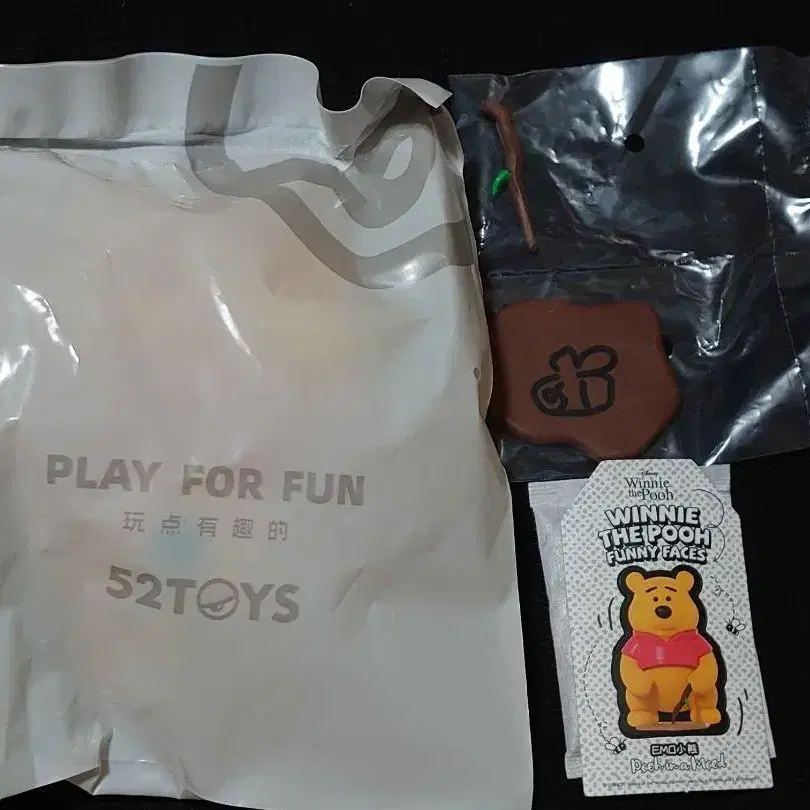 PLAY FOR FUN
玩点有趣的
52TOYS
Disney
Winnie
the Pooh
WINNIE
THE POOH
FUNNY FACES
EMO小熊
Pooh in a Mood